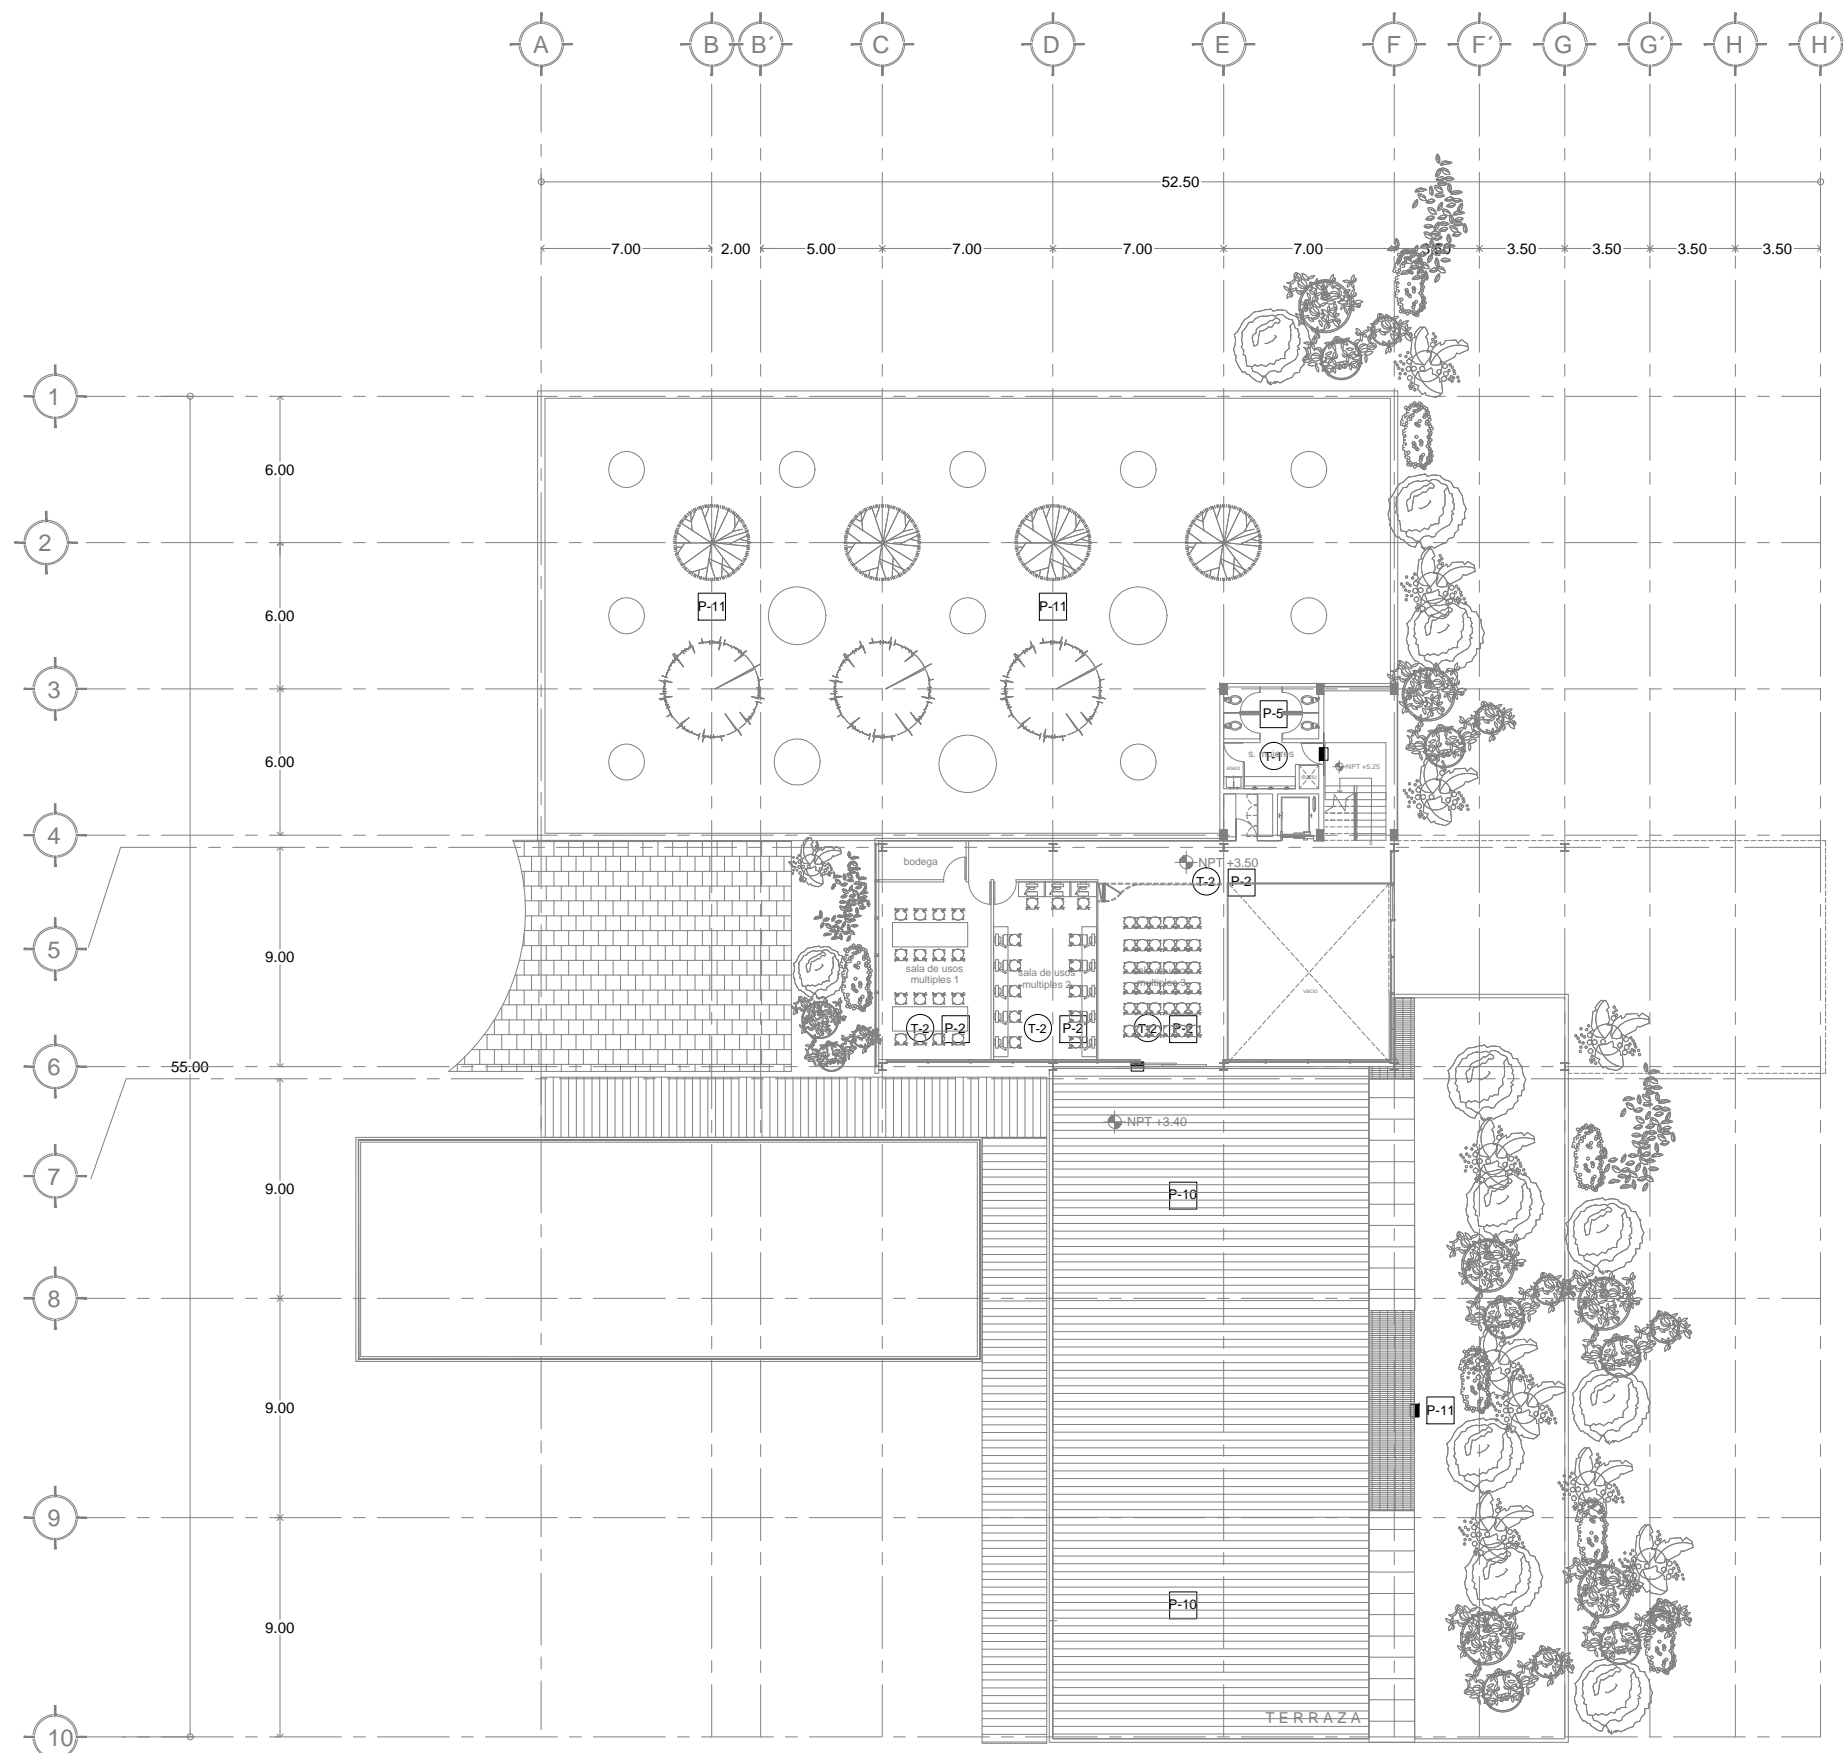 A B B´ C D E F F´ G G´ H H´
52.50
7.00 2.00 5.00 7.00 7.00 7.00 3.50 3.50 3.50 3.50
1
6.00
2
6.00
P-11 P-11
3
P-5
s. mujeres
T-1
6.00
aseo
ducto
NPT +5.25
4
bodega
NPT +3.50
T-2 P-2
5
9.00
sala de usos
multiples 1
sala de usos
multiples 2
vacio
T-2 P-2 T-2 P-2 T-2 P-2
6
55.00
NPT +3.40
7
9.00
P-10
8
9.00
P-11
9
P-10
9.00
TERRAZA
10